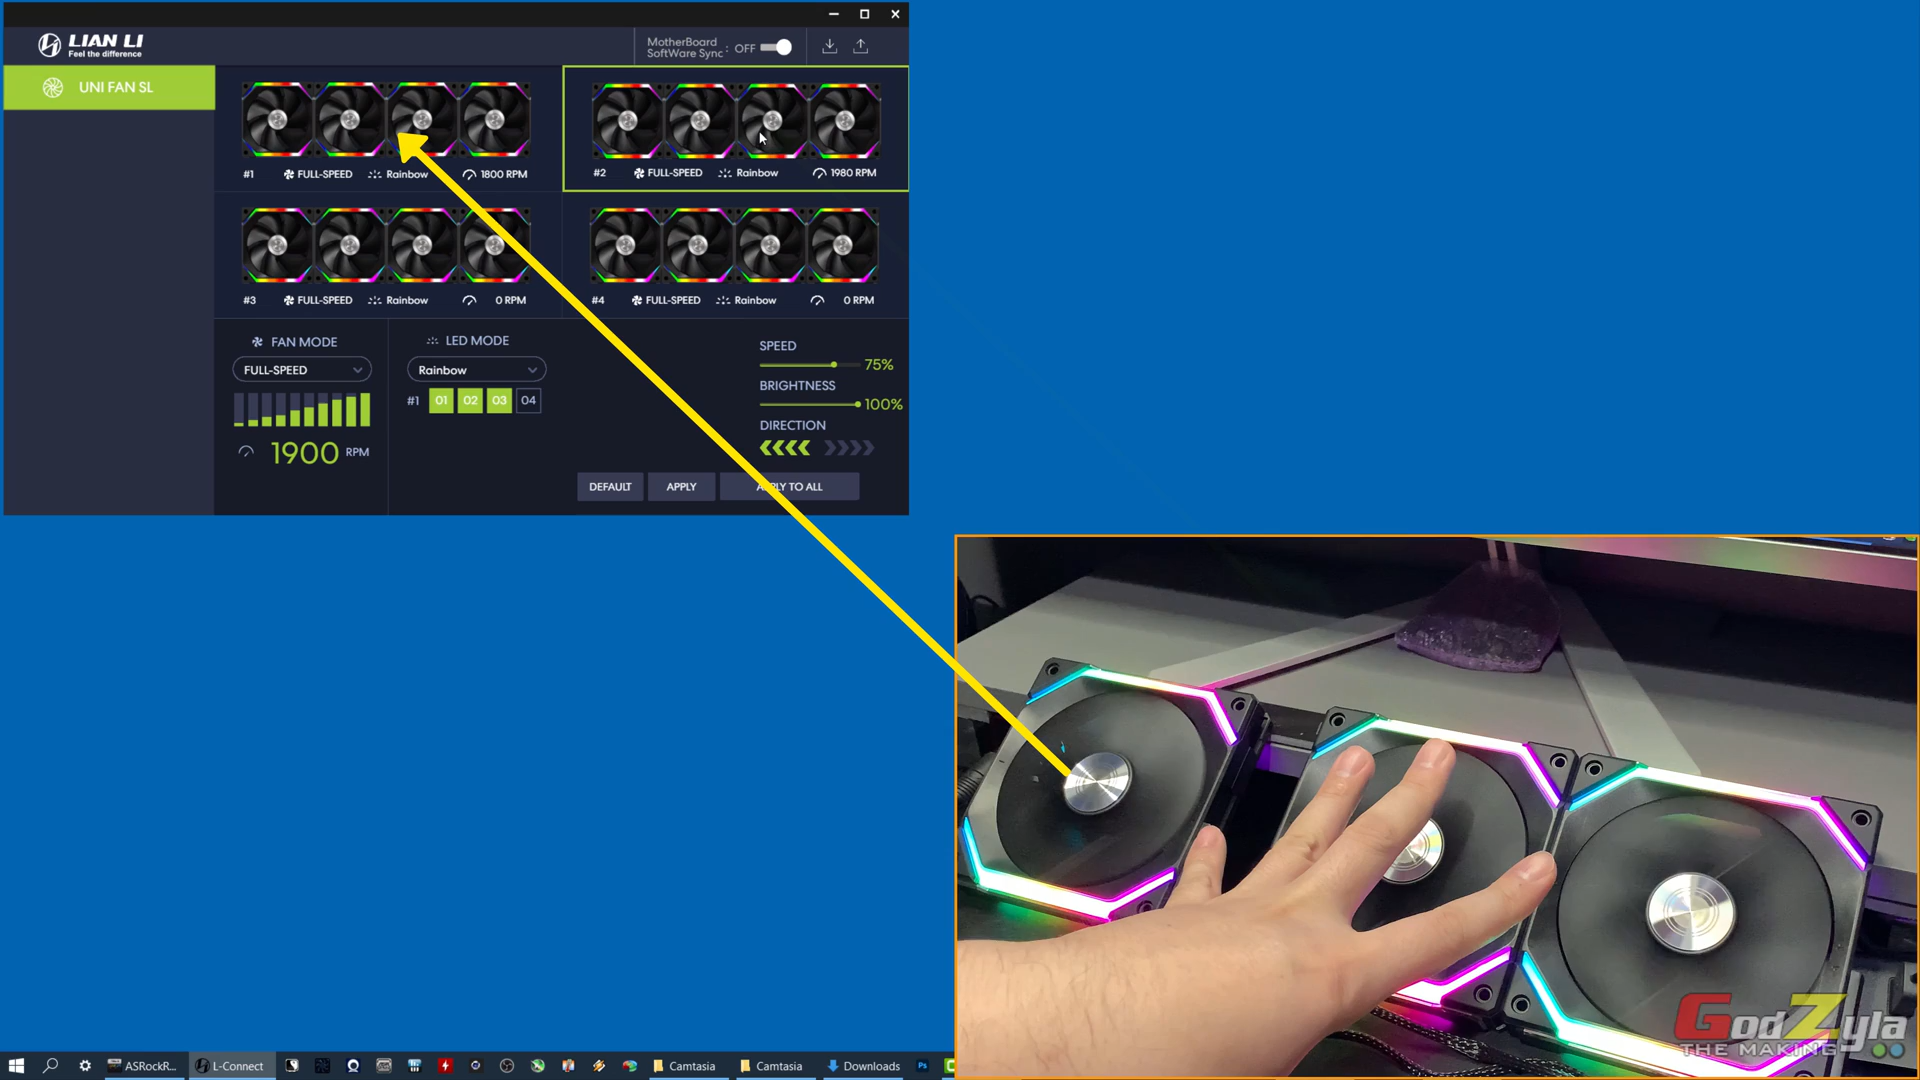 LIAN LI
Feel the difference
MotherBoard
SoftWare Sync : OFF
UNI FAN SL
#1 FULL-SPEED Rainbow 1800 RPM
#2 FULL-SPEED Rainbow 1980 RPM
#3 FULL-SPEED Rainbow 0 RPM
#4 FULL-SPEED Rainbow 0 RPM
FAN MODE
FULL-SPEED
1900 RPM
LED MODE
Rainbow
#1 01 02 03 04
SPEED
75%
BRIGHTNESS
100%
DIRECTION
DEFAULT APPLY TO ALL
APPLY
GodZyla
THE MAKING
ASRockR... L-Connect Camtasia Camtasia Downloads Ps